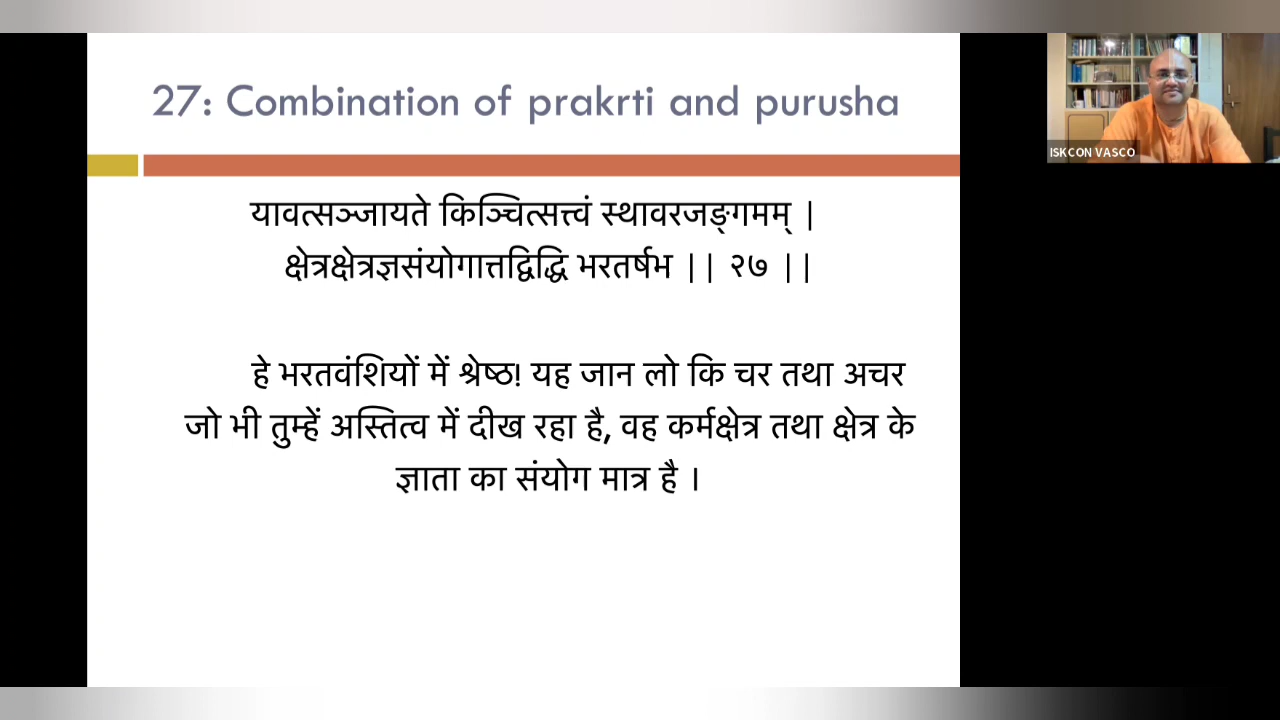 27: Combination of prakrti and purusha
ISKCON VASCO
यावत्सञ्जायते किञ्चित्सत्त्वं स्थावरजङ्गमम् |
क्षेत्रक्षेत्रज्ञसंयोगात्तद्विद्धि भरतर्षभ || २७ ||
हे भरतवंशियों में श्रेष्ठ! यह जान लो कि चर तथा अचर
जो भी तुम्हें अस्तित्व में दीख रहा है, वह कर्मक्षेत्र तथा क्षेत्र के
ज्ञाता का संयोग मात्र है ।